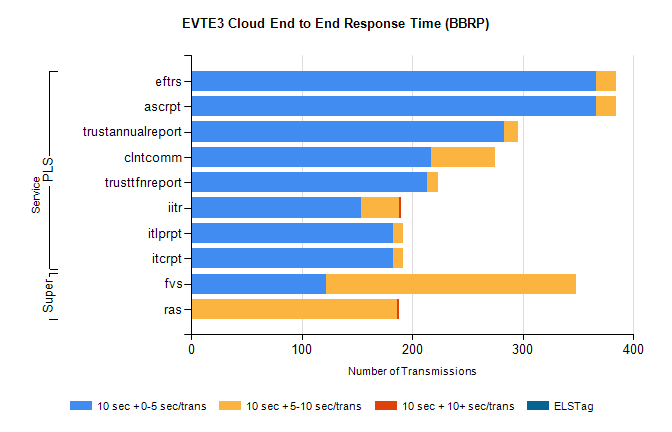 EVTE3 Cloud End to End Response Time (BBRP)
eftrs
ascrpt
trustannualreport
clntcomm
trusttfnreport
iitr
itlprpt
itcrpt
fvs
ras
Service
PLS
Super
0 100 200 300 400
Number of Transmissions
10 sec +0-5 sec/trans 10 sec +5-10 sec/trans 10 sec + 10+ sec/trans ELSTag